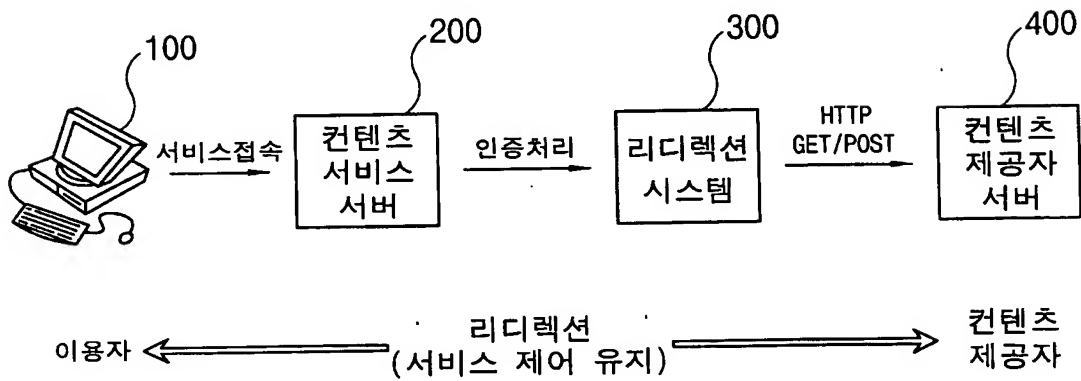 100
200
300
400
서비스접속
컨텐츠
서비스
서버
인증처리
리디렉션
시스템
HTTP
GET/POST
컨텐츠
제공자
서버
이용자
리디렉션
(서비스 제어 유지)
컨텐츠
제공자